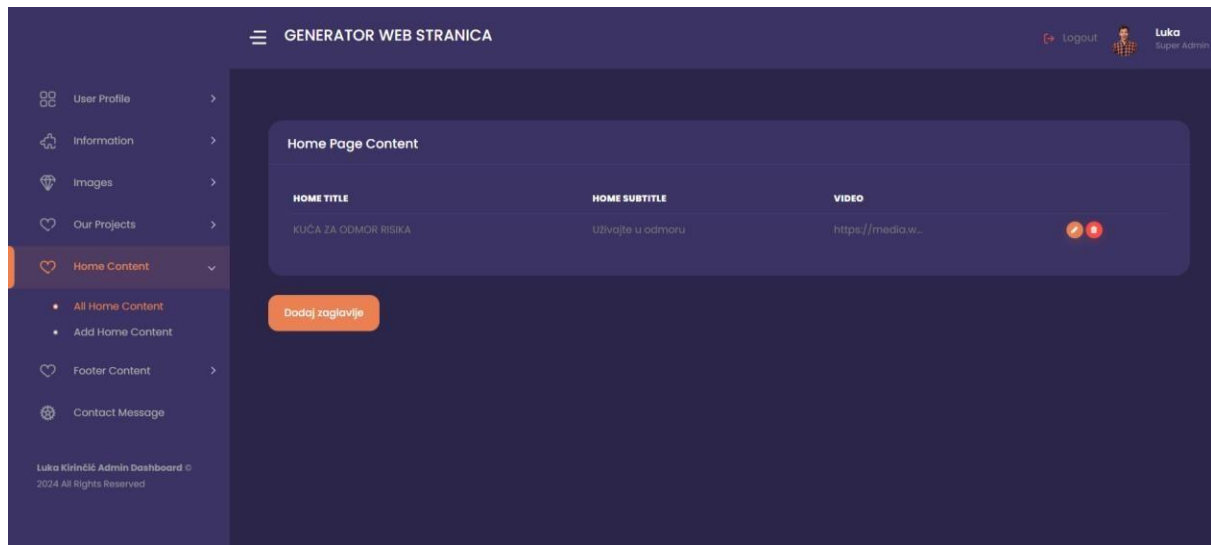 GENERATOR WEB STRANICA
Logout
Luka
Super Admin
User Profile
Information
Images
Our Projects
Home Content
All Home Content
Add Home Content
Footer Content
Contact Message
Luka Kirinčić Admin Dashboard ©
2024 All Rights Reserved
Home Page Content
HOME TITLE HOME SUBTITLE VIDEO
KUĆA ZA ODMOR RISIKA Uživajte u odmoru https://media.w...
Dodaj zaglavlje